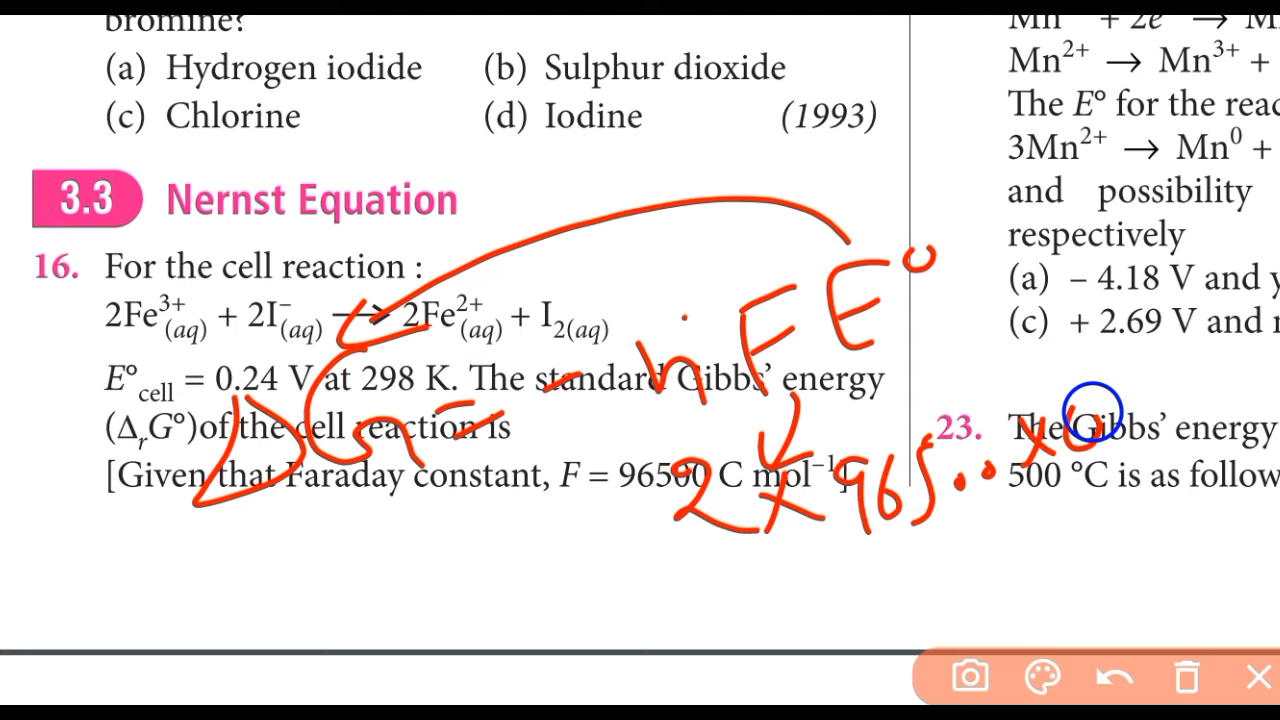 bromine?
(a) Hydrogen iodide (b) Sulphur dioxide
(c) Chlorine (d) Iodine (1993)
3.3 Nernst Equation
16. For the cell reaction :
2Fe³⁺(aq) + 2I⁻(aq) → 2Fe²⁺(aq) + I₂(aq)
E°cell = 0.24 V at 298 K. The standard Gibbs' energy
(ΔrG°)of the cell reaction is
[Given that Faraday constant, F = 96500 C mol⁻¹]
ΔG = - nFE°
2 × 965.. × 0
Mn + 2e →
Mn²⁺ → Mn³⁺ +
The E° for the
3Mn²⁺ → Mn⁰ +
and possibility
respectively
(a) – 4.18 V and
(c) + 2.69 V and
23. The Gibbs' energy
500 °C is as